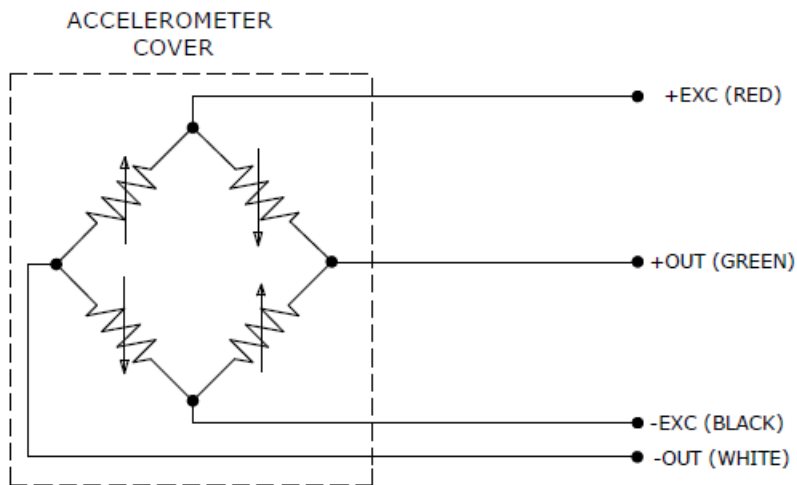 ACCELEROMETER
COVER
+EXC (RED)
+OUT (GREEN)
-EXC (BLACK)
-OUT (WHITE)